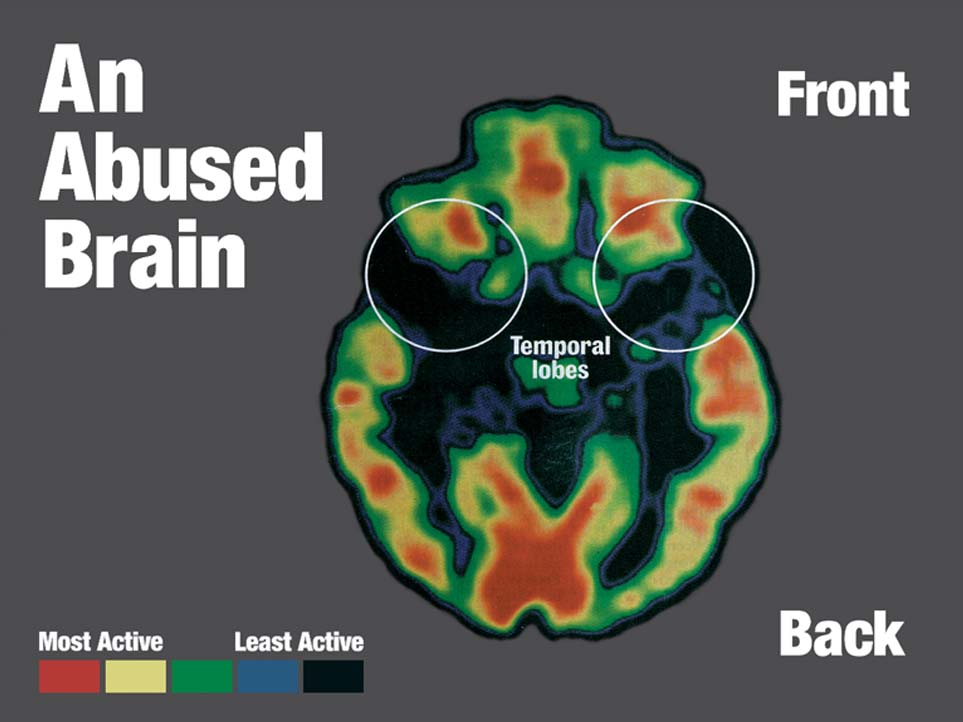 An
Abused
Brain
Front
Temporal
lobes
Back
Most Active
Least Active